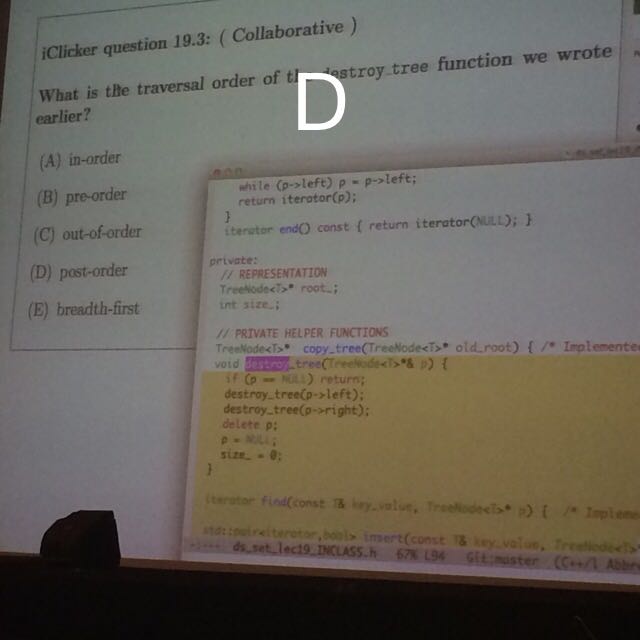 iClicker question 19.3: ( Collaborative )
What is the traversal order of destroy_tree function we wrote
earlier?
D
(A) in-order
(B) pre-order
(C) out-of-order
(D) post-order
(E) breadth-first
while (p->left) p = p->left;
return iterator(p);
}
iterator end() const { return iterator(NULL); }
private:
// REPRESENTATION
TreeNode<T>* root_;
int size_;
// PRIVATE HELPER FUNCTIONS
TreeNode<T>* copy_tree(TreeNode<T>* old_root) { /* Implemented
void destroy_tree(TreeNode<T>*& p) {
if (p == NULL) return;
destroy_tree(p->left);
destroy_tree(p->right);
delete p;
p = NULL;
size_ = 0;
}
iterator find(const T& key_value, TreeNode<T>* p) { /* Implem
std::pair<iterator,bool> insert(const T& key_value, TreeNode<T>
ds_set_lec19_INCLASS.h 67% L94 Git:master (C++/l Abbr